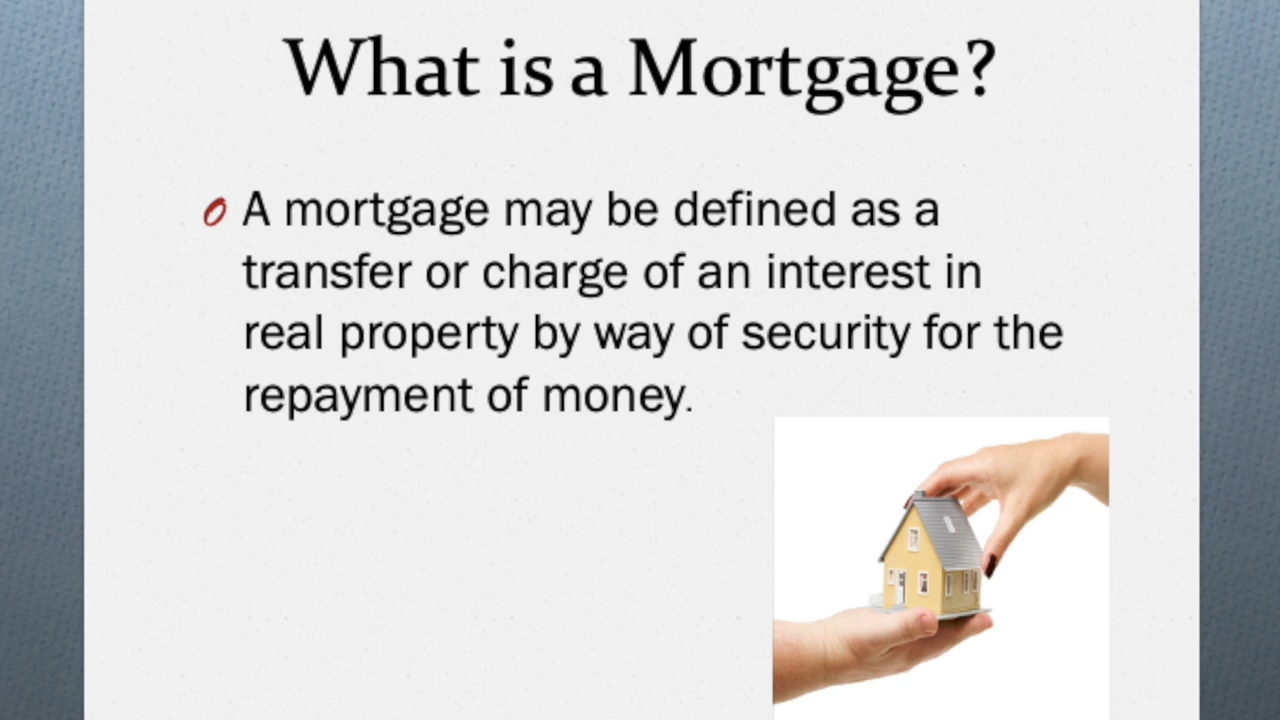 What is a Mortgage?
A mortgage may be defined as a
transfer or charge of an interest in
real property by way of security for the
repayment of money.